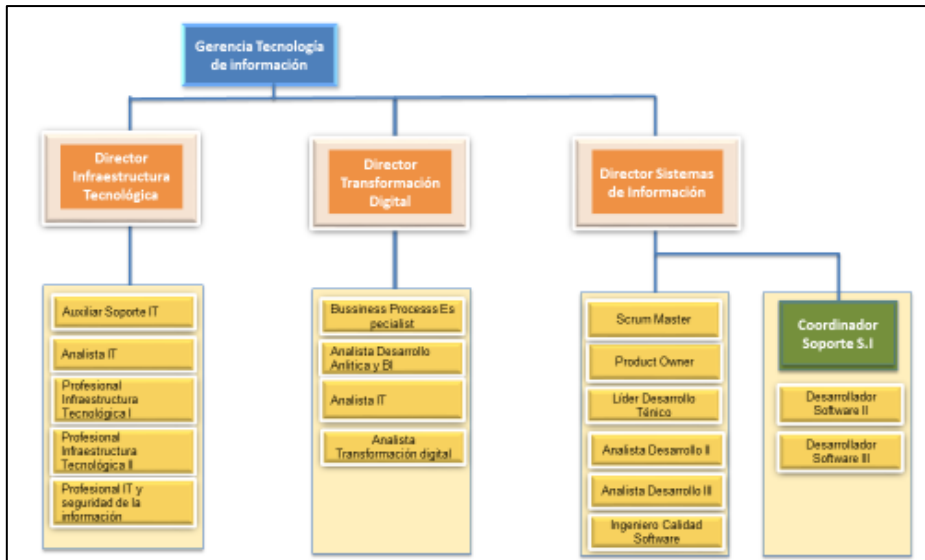 Gerencia Tecnología
de información
Director
Infraestructura
Tecnológica
Director
Transformación
Digital
Director Sistemas
de Información
Auxiliar Soporte IT
Analista IT
Profesional
Infraestructura
Tecnológica I
Profesional
Infraestructura
Tecnológica II
Profesional IT y
seguridad de la
información
Bussiness Processs Es
pecialist
Analista Desarrollo
Anlitica y BI
Analista IT
Analista
Transformación digital
Scrum Master
Product Owner
Líder Desarrollo
Ténico
Analista Desarrollo II
Analista Desarrollo III
Ingeniero Calidad
Software
Coordinador
Soporte S.I
Desarrollador
Software II
Desarrollador
Software III